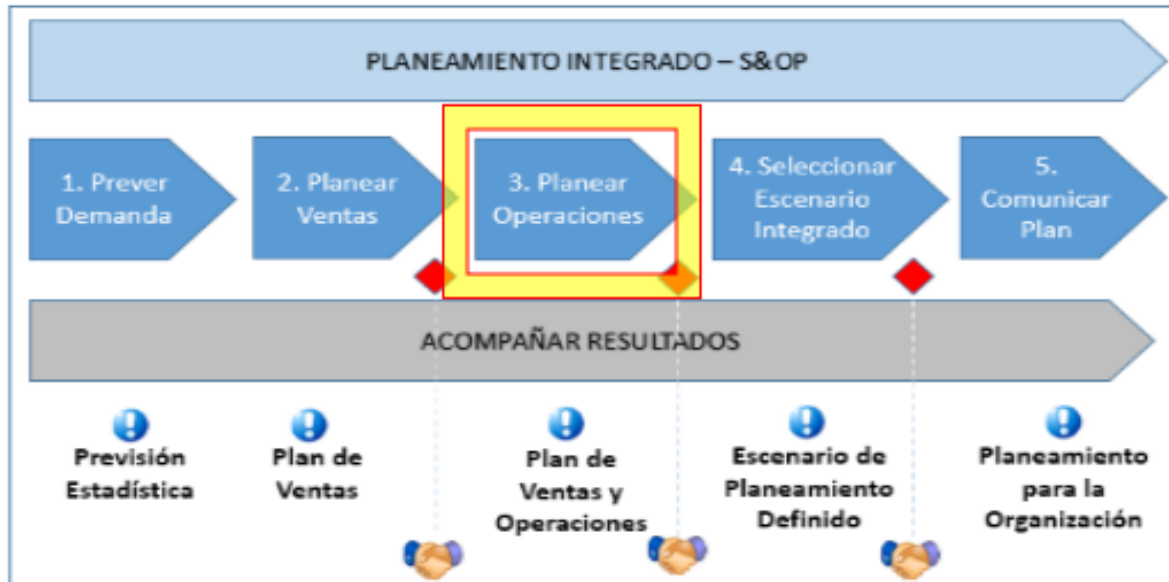 PLANEAMIENTO INTEGRADO – S&OP
1. Prever
Demanda
2. Planear
Ventas
3. Planear
Operaciones
4. Seleccionar
Escenario
Integrado
5.
Comunicar
Plan
ACOMPAÑAR RESULTADOS
Previsión
Estadística
Plan de
Ventas
Plan de
Ventas y
Operaciones
Escenario de
Planeamiento
Definido
Planeamiento
para la
Organización